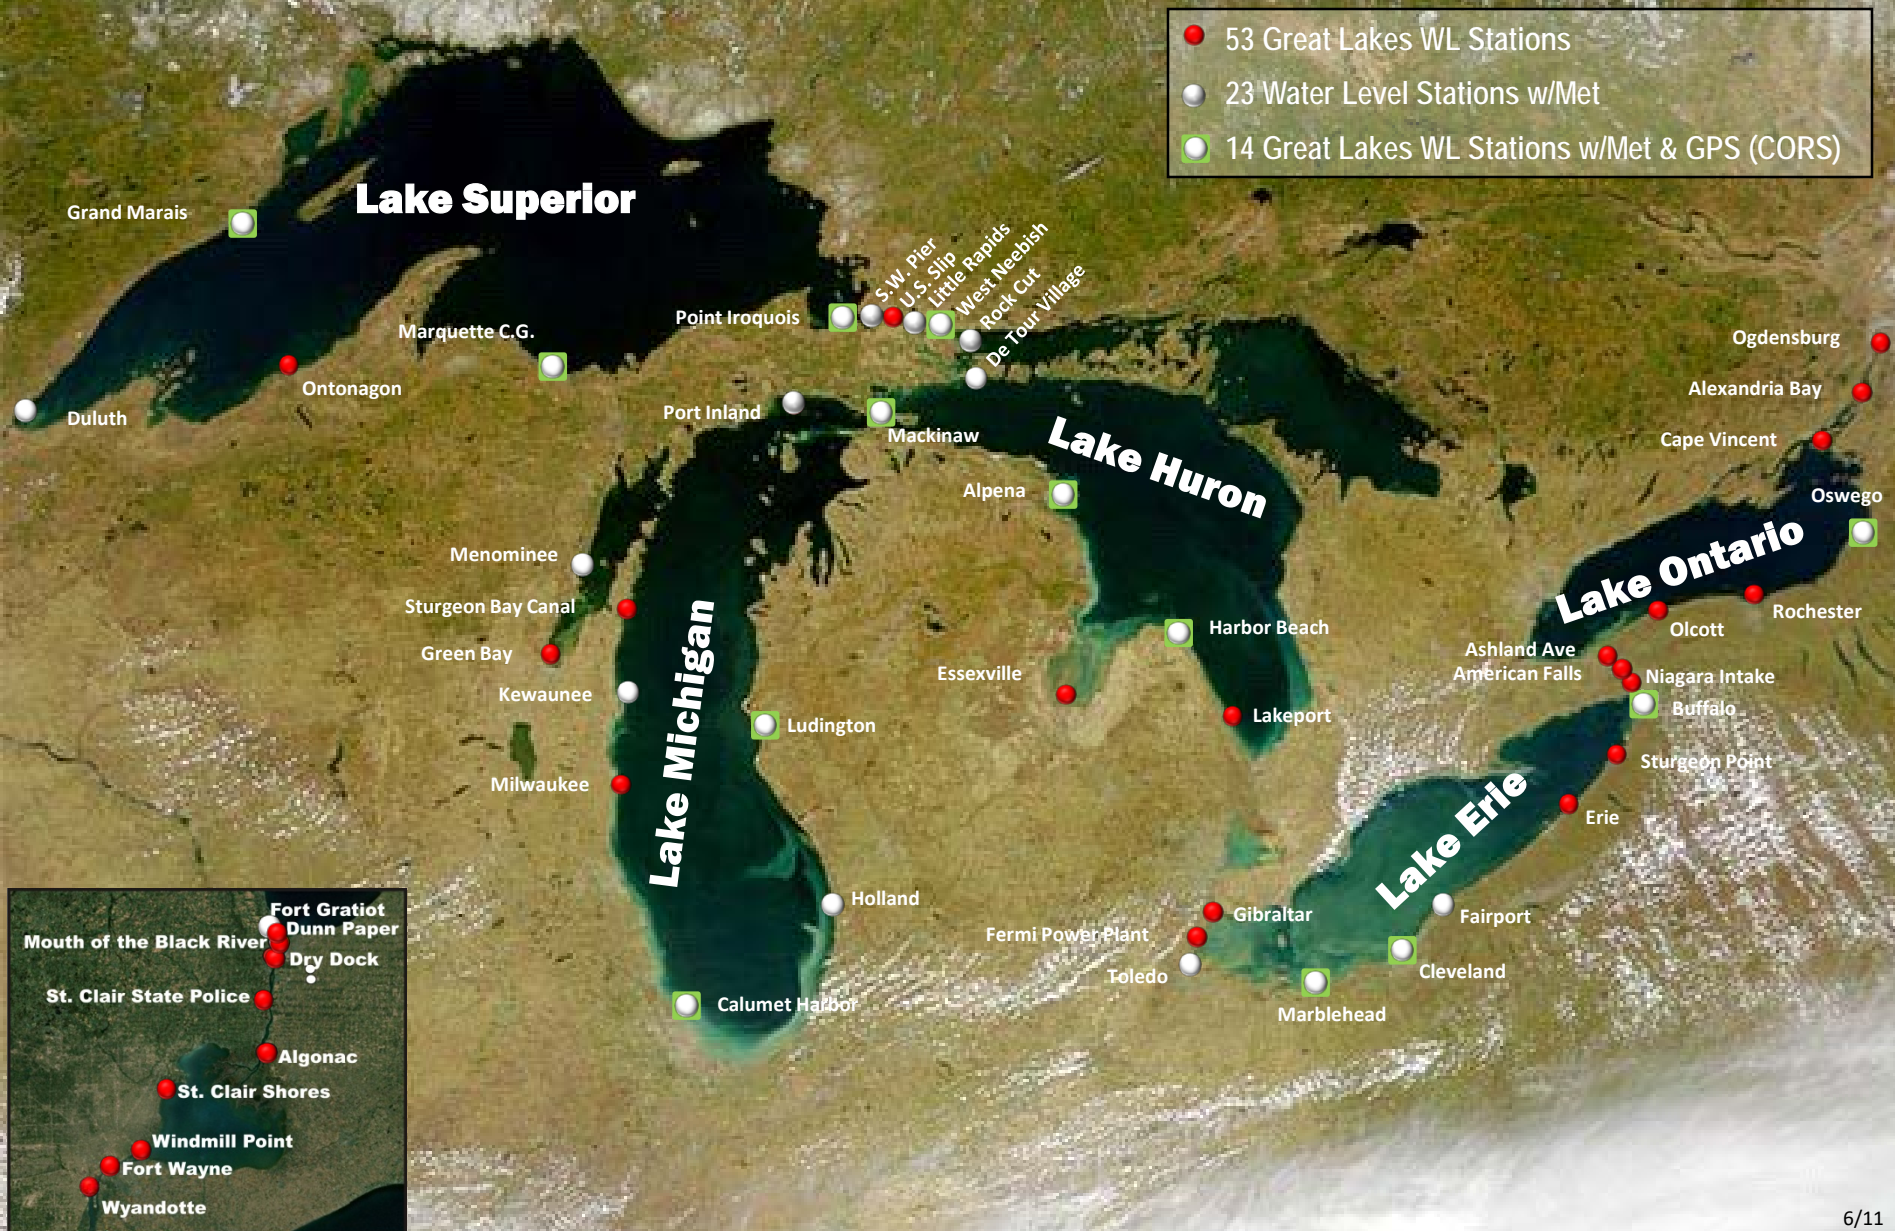 53 Great Lakes WL Stations
23 Water Level Stations w/Met
14 Great Lakes WL Stations w/Met & GPS (CORS)
Lake Superior
Grand Marais
Duluth
Ontonagon
Marquette C.G.
Point Iroquois
S.W. Pier
U.S. Slip
Little Rapids
West Neebish
Rock Cut
De Tour Village
Port Inland
Mackinaw
Lake Huron
Alpena
Harbor Beach
Essexville
Lakeport
Menominee
Sturgeon Bay Canal
Green Bay
Kewaunee
Milwaukee
Lake Michigan
Ludington
Holland
Calumet Harbor
Ogdensburg
Alexandria Bay
Cape Vincent
Oswego
Lake Ontario
Rochester
Olcott
Ashland Ave
American Falls
Niagara Intake
Buffalo
Sturgeon Point
Erie
Lake Erie
Fairport
Cleveland
Marblehead
Gibraltar
Fermi Power Plant
Toledo
Fort Gratiot
Dunn Paper
Mouth of the Black River
Dry Dock
St. Clair State Police
Algonac
St. Clair Shores
Windmill Point
Fort Wayne
Wyandotte
6/11